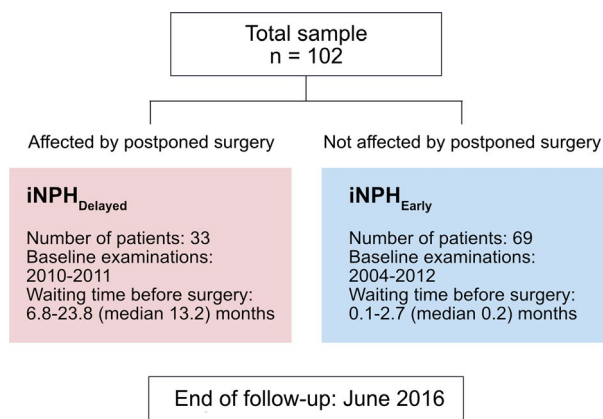 Total sample
n = 102
Affected by postponed surgery
Not affected by postponed surgery
iNPHDelayed
Number of patients: 33
Baseline examinations:
2010-2011
Waiting time before surgery:
6.8-23.8 (median 13.2) months
iNPHEarly
Number of patients: 69
Baseline examinations:
2004-2012
Waiting time before surgery:
0.1-2.7 (median 0.2) months
End of follow-up: June 2016